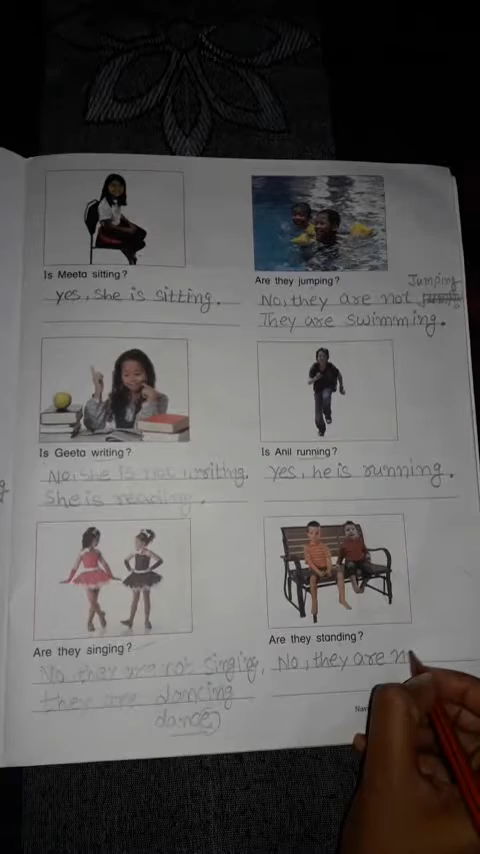 Is Meeta sitting?
yes, She is sitting.
Are they jumping?
Jumping
No, they are not
They are swimming.
Is Geeta writing?
No, she is not writing.
She is reading.
Is Anil running?
yes, he is running.
Are they singing?
No they are not singing,
they are dancing
dance
Are they standing?
No, they are n
Nav